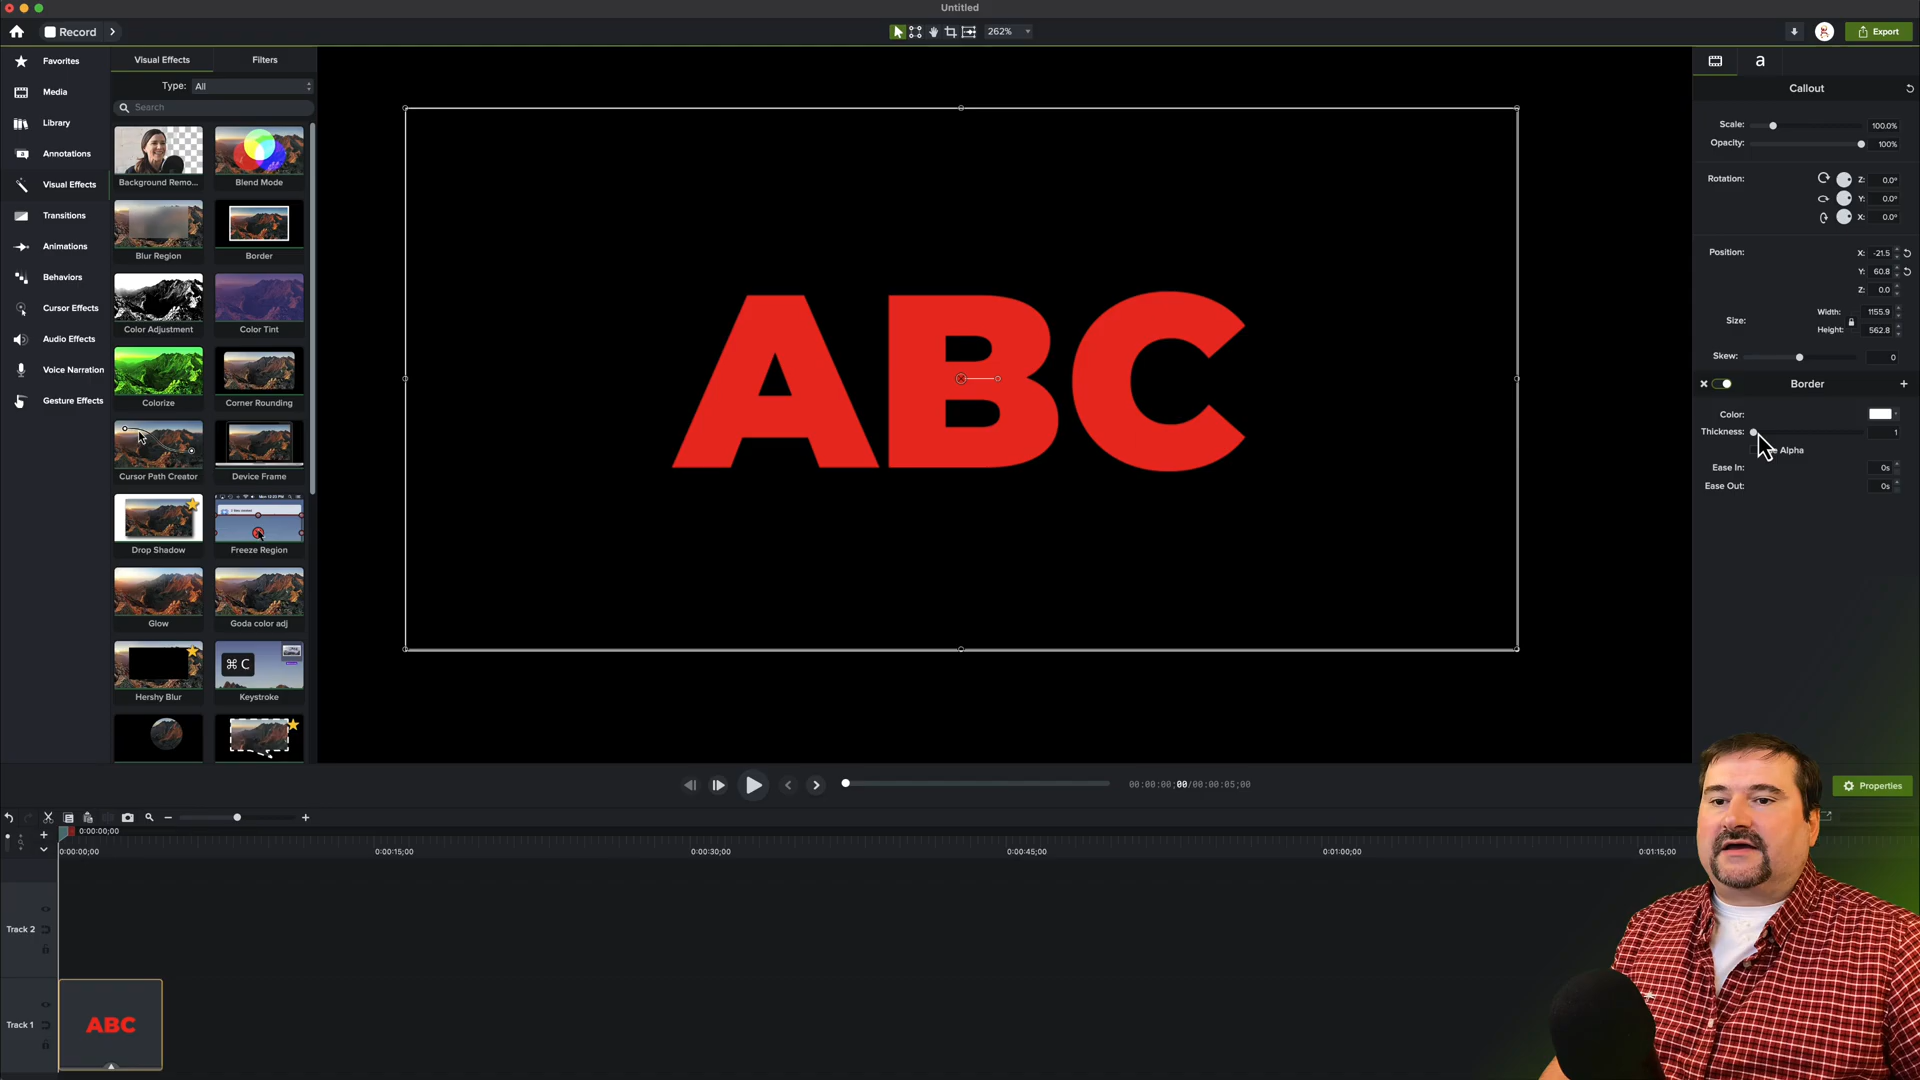 Untitled
Record
262%
Export
Favorites
Media
Library
Annotations
Visual Effects
Transitions
Animations
Behaviors
Cursor Effects
Audio Effects
Voice Narration
Gesture Effects
Visual Effects
Filters
Type: All
Search
Background Remo...
Blend Mode
Blur Region
Border
Color Adjustment
Color Tint
Colorize
Corner Rounding
Cursor Path Creator
Device Frame
Drop Shadow
Freeze Region
Glow
Goda color adj
Hershy Blur
⌘ C
Keystroke
ABC
a
Callout
Scale: 100.0%
Opacity: 100%
Rotation: Z: 0.0°
Y: 0.0°
X: 0.0°
Position: X: -21.5
Y: 60.8
Z: 0.0
Size: Width: 1155.9
Height: 562.8
Skew: 0
Border
Color:
Thickness: 1
Alpha
Ease In: 0s
Ease Out: 0s
00:00:00;00/00:00:05;00
Properties
0:00:00;00
0:00:00;00
0:00:15;00
0:00:30;00
0:00:45;00
0:01:00;00
0:01:15;00
Track 2
Track 1
ABC